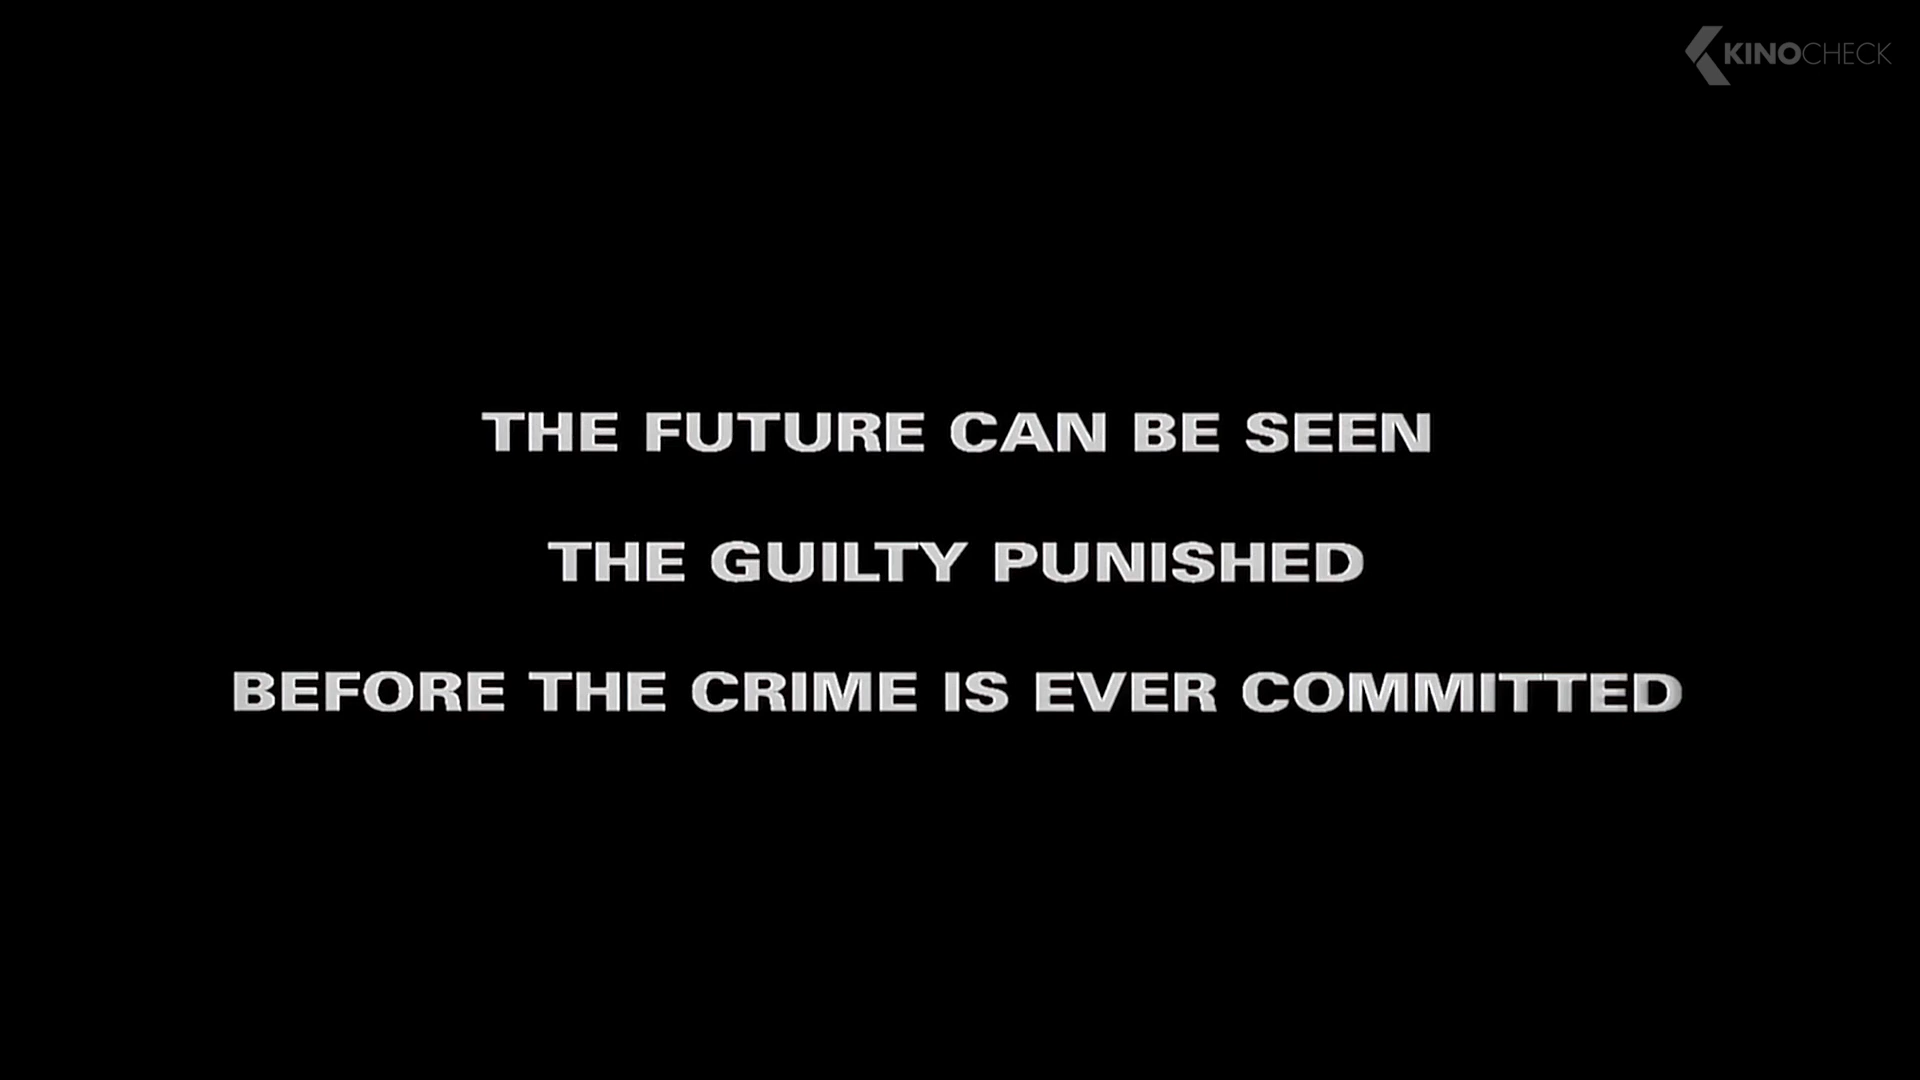 KINOCHECK
THE FUTURE CAN BE SEEN
THE GUILTY PUNISHED
BEFORE THE CRIME IS EVER COMMITTED